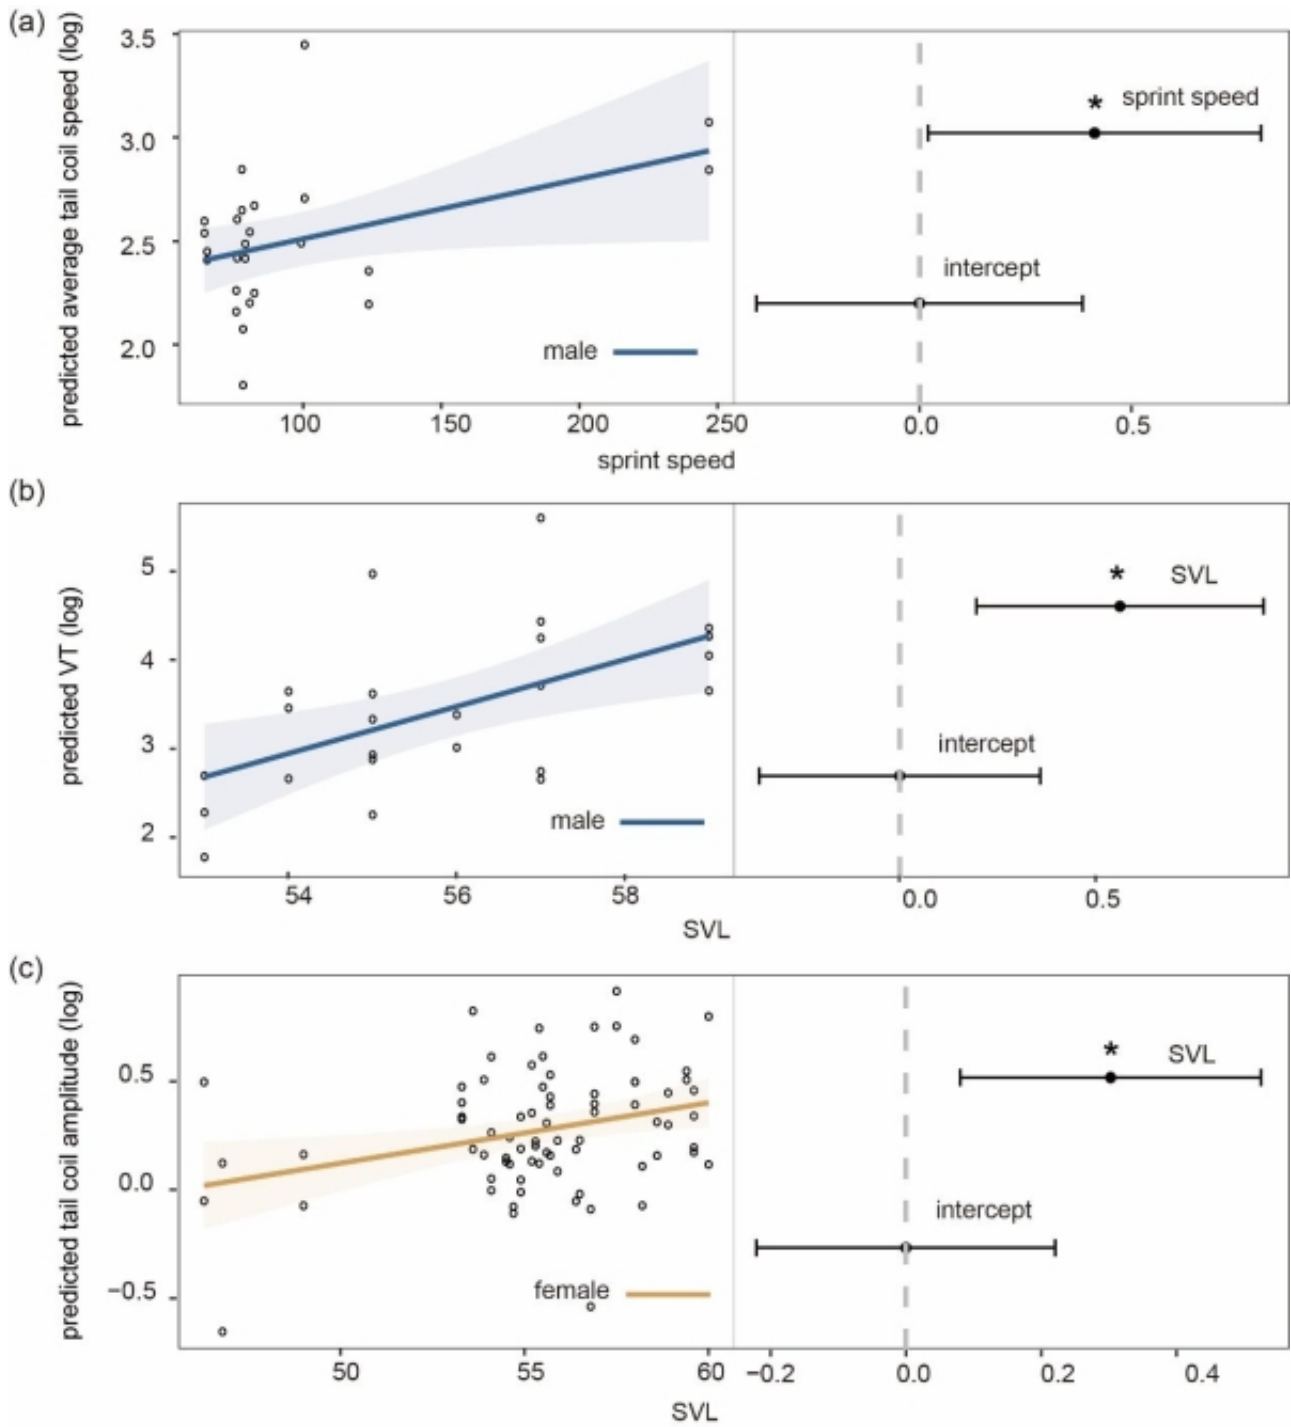 (a)
predicted average tail coil speed (log)
3.5
3.0
2.5
2.0
male
100
150
200
250
sprint speed
* sprint speed
intercept
0.0
0.5
(b)
predicted VT (log)
5
4
3
2
male
54
56
58
SVL
* SVL
intercept
0.0
0.5
(c)
predicted tail coil amplitude (log)
0.5
0.0
−0.5
female
50
55
60
SVL
* SVL
intercept
−0.2
0.0
0.2
0.4